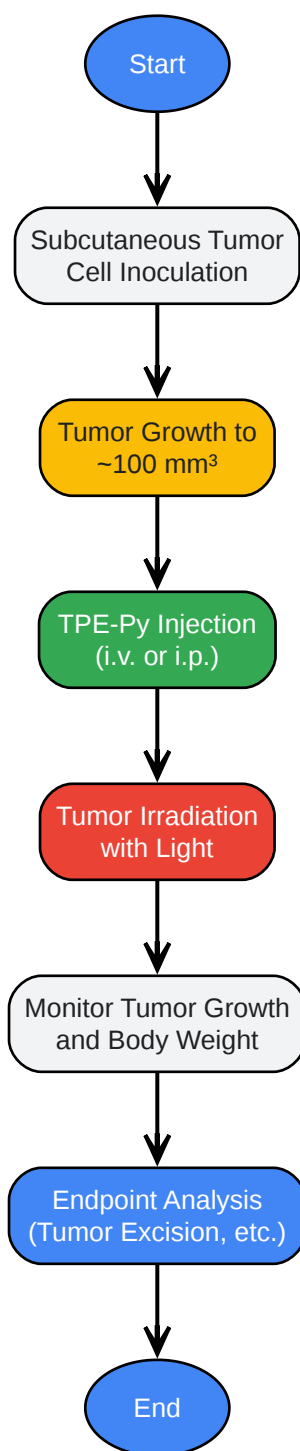 Start
Subcutaneous Tumor
Cell Inoculation
Tumor Growth to
~100 mm³
TPE-Py Injection
(i.v. or i.p.)
Tumor Irradiation
with Light
Monitor Tumor Growth
and Body Weight
Endpoint Analysis
(Tumor Excision, etc.)
End